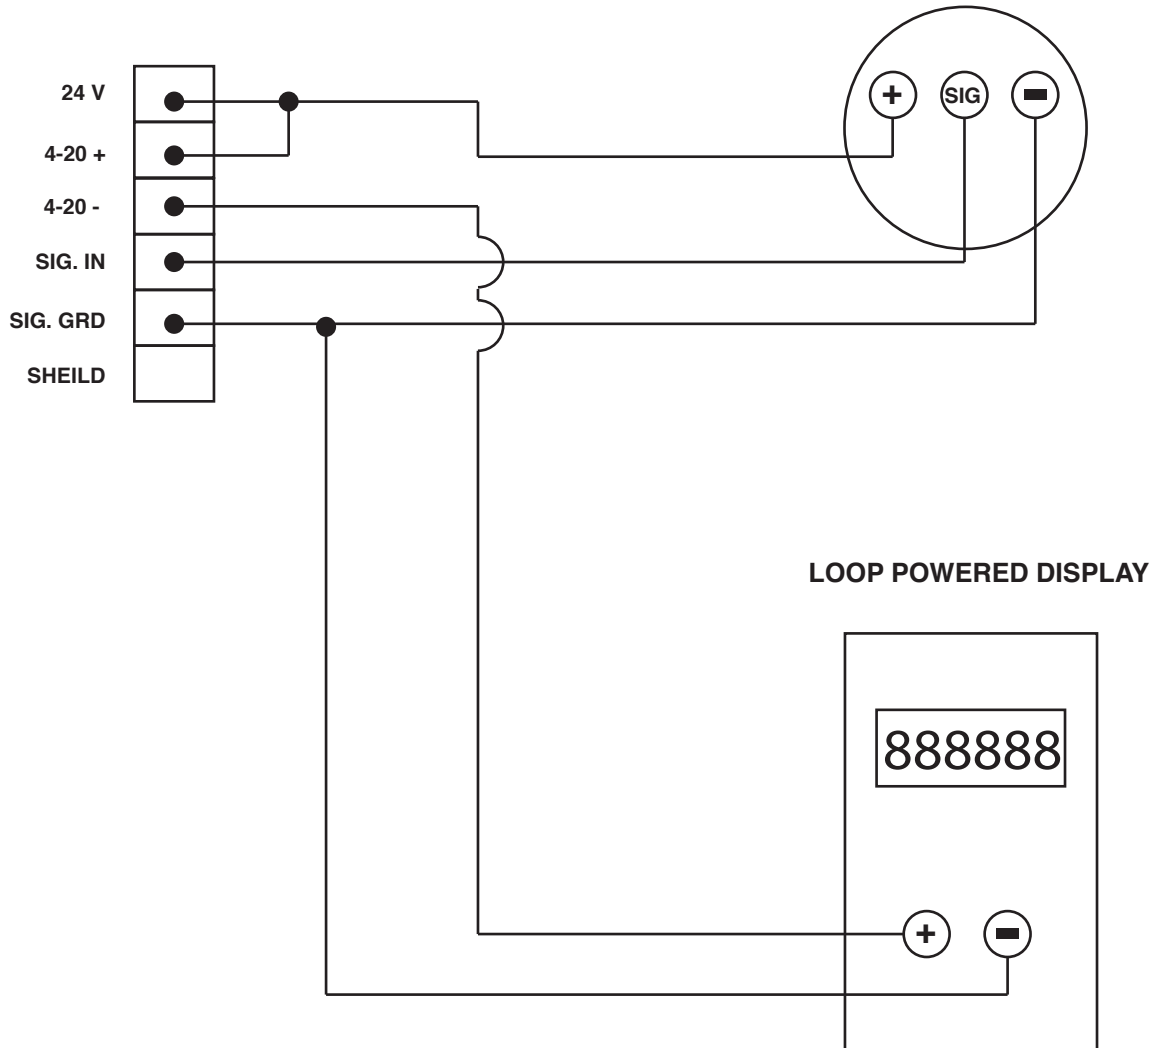 24 V
4-20 +
4-20 -
SIG. IN
SIG. GRD
SHEILD
+ SIG -
LOOP POWERED DISPLAY
888888
+ -